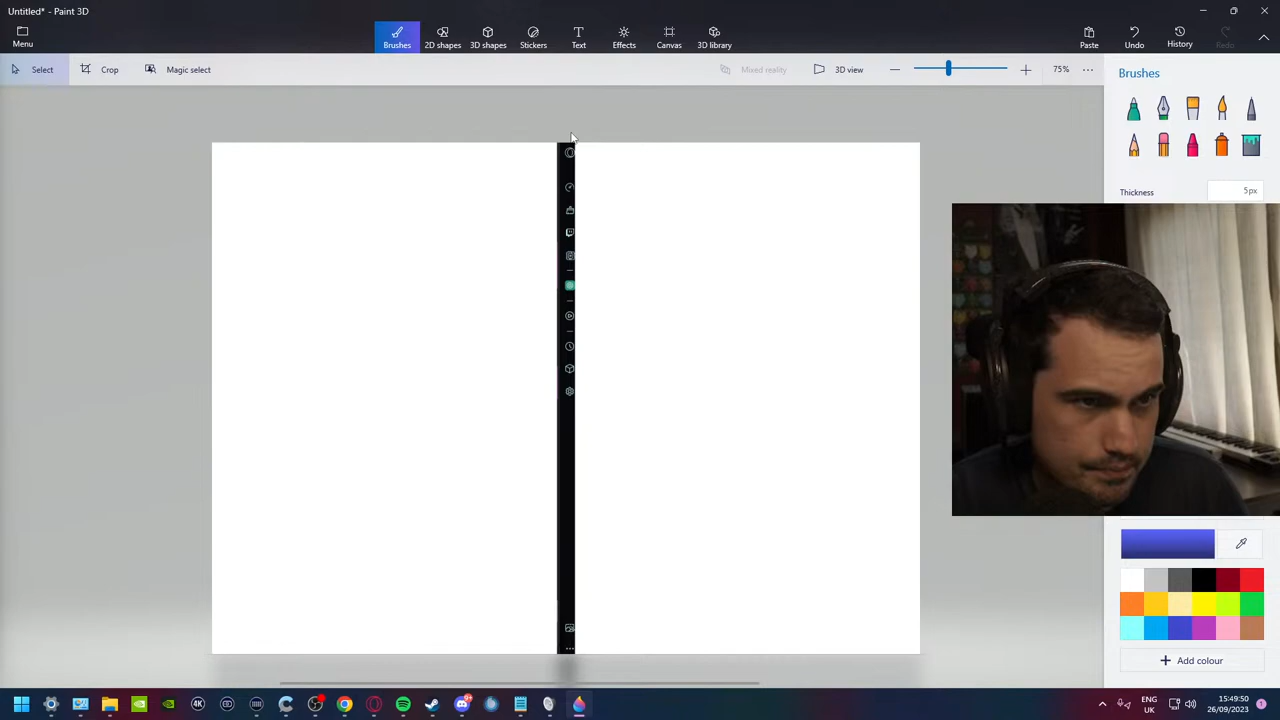 Untitled* - Paint 3D
Menu
Brushes
2D shapes
3D shapes
Stickers
Text
Effects
Canvas
3D library
Paste
Undo
History
Redo
Select
Crop
Magic select
Mixed reality
3D view
75%
Brushes
Thickness
5px
Add colour
9+
ENG
UK
15:49:50
26/09/2023
1